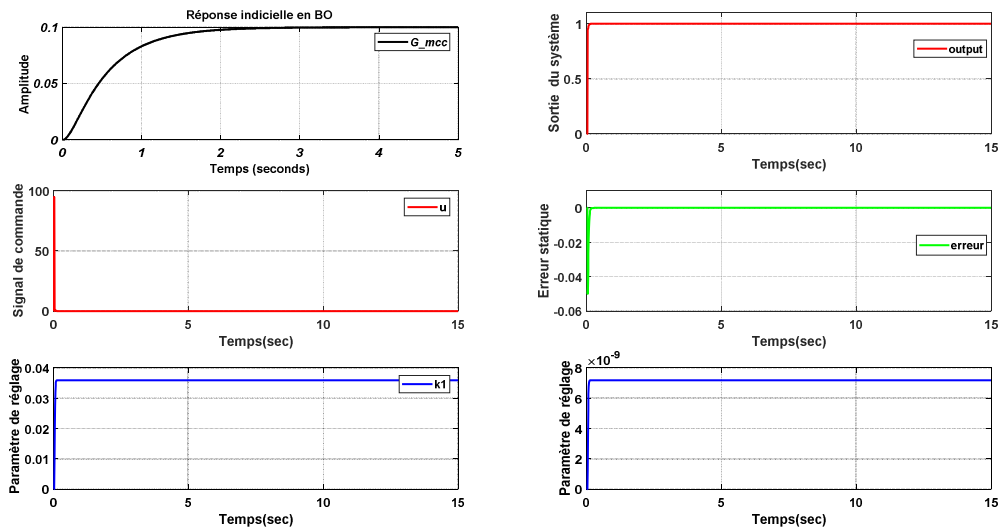 Réponse indicielle en BO
Amplitude
0.1
0.05
0
G_mcc
0 1 2 3 4 5
Temps (seconds)
Sortie du système
1
0.5
0
output
0 5 10 15
Temps(sec)
Signal de commande
100
50
0
u
0 5 10 15
Temps(sec)
Erreur statique
0
-0.02
-0.04
-0.06
erreur
0 5 10 15
Temps(sec)
Paramètre de réglage
0.04
0.03
0.02
0.01
0
k1
0 5 10 15
Temps(sec)
Paramètre de réglage
×10-9
8
6
4
2
0
0 5 10 15
Temps(sec)